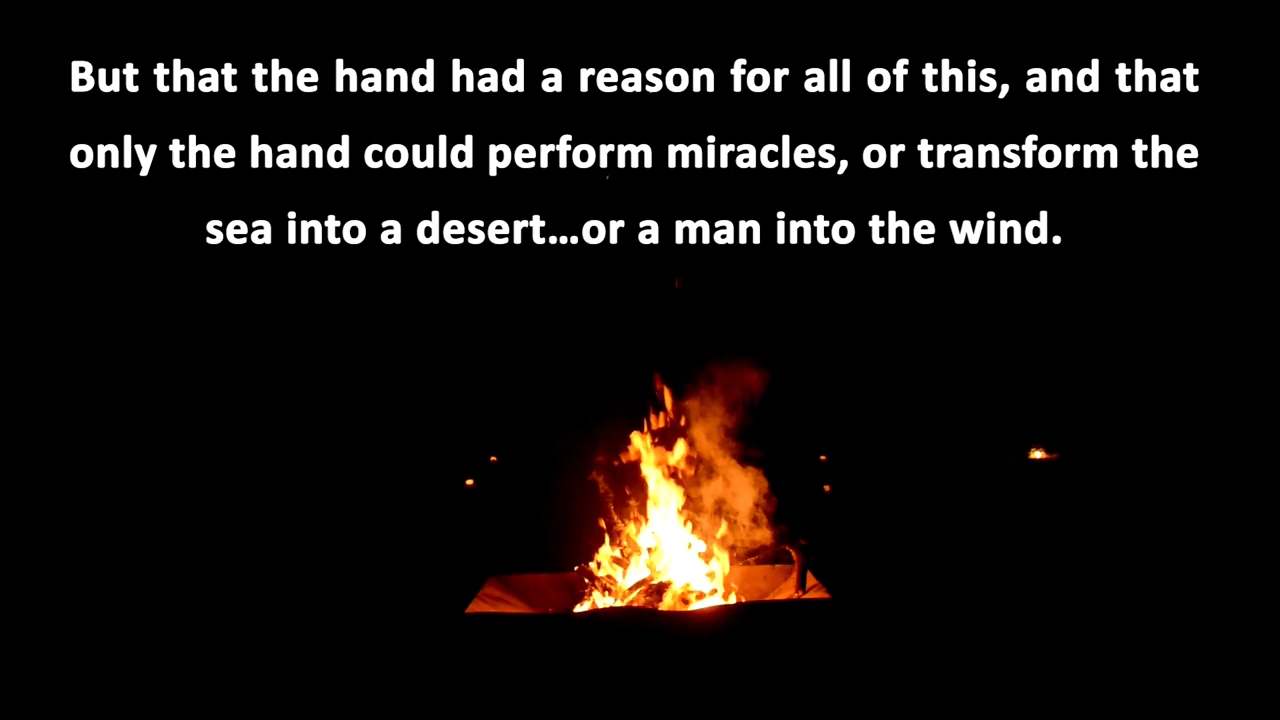 But that the hand had a reason for all of this, and that
only the hand could perform miracles, or transform the
sea into a desert…or a man into the wind.